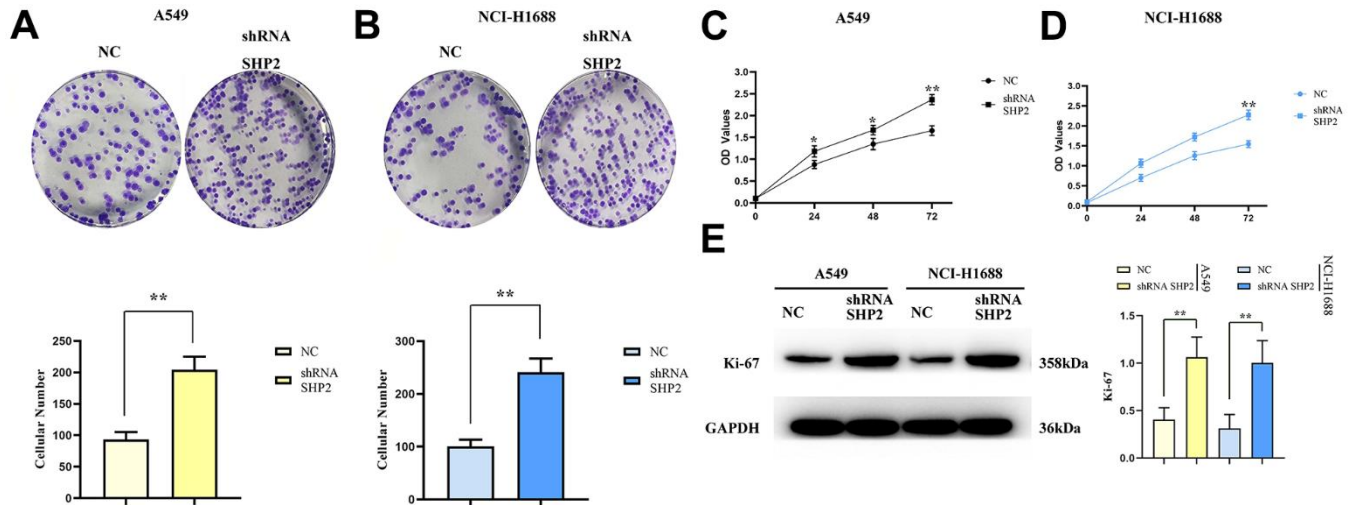 A
A549
NC
shRNA
SHP2
**
250
200
150
100
50
0
Cellular Number
NC
shRNA
SHP2
B
NCI-H1688
NC
shRNA
SHP2
**
300
200
100
0
Cellular Number
NC
shRNA
SHP2
C
A549
3.0
2.5
2.0
1.5
1.0
0.5
0.0
OD Values
0 24 48 72
* * **
NC
shRNA
SHP2
D
NCI-H1688
3.0
2.5
2.0
1.5
1.0
0.5
0.0
OD Values
0 24 48 72
**
NC
shRNA
SHP2
E
A549 NCI-H1688
NC shRNA SHP2 NC shRNA SHP2
Ki-67 358kDa
GAPDH 36kDa
NC
shRNA SHP2
A549
NC
shRNA SHP2
NCI-H1688
1.5
1.0
0.5
0.0
Ki-67
** **